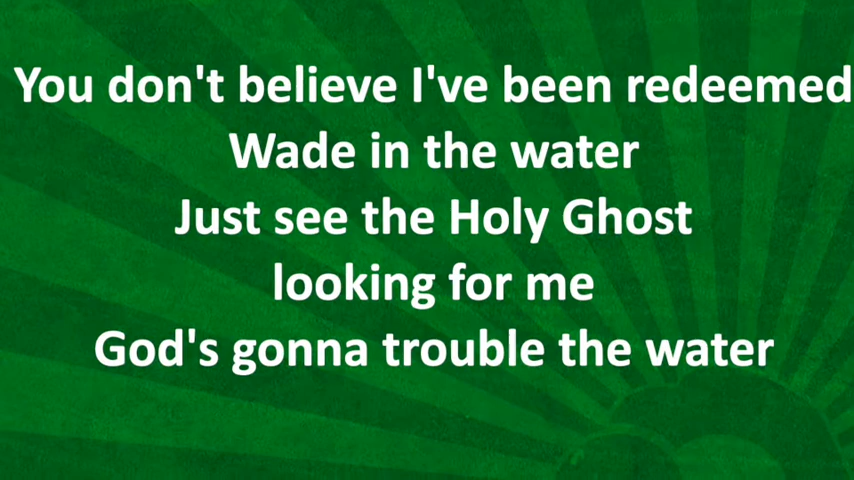 You don't believe I've been redeemed
Wade in the water
Just see the Holy Ghost
looking for me
God's gonna trouble the water